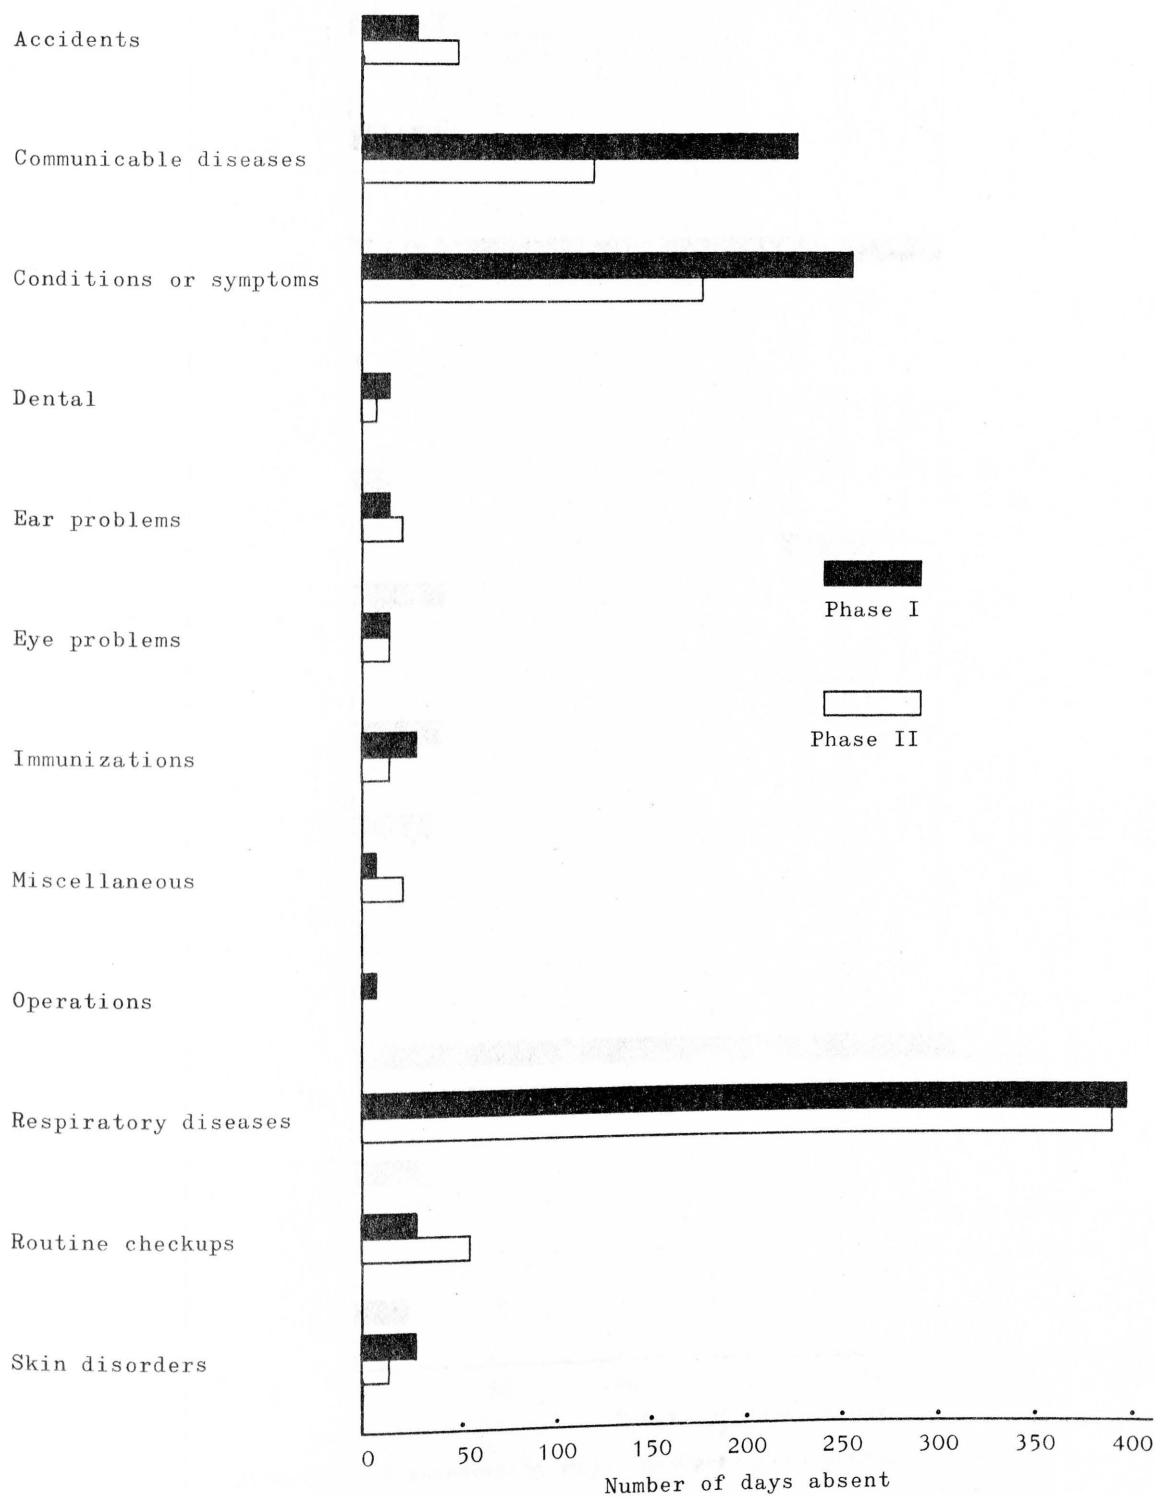 Accidents
Communicable diseases
Conditions or symptoms
Dental
Ear problems
Phase I
Eye problems
Phase II
Immunizations
Miscellaneous
Operations
Respiratory diseases
Routine checkups
Skin disorders
0 50 100 150 200 250 300 350 400
Number of days absent